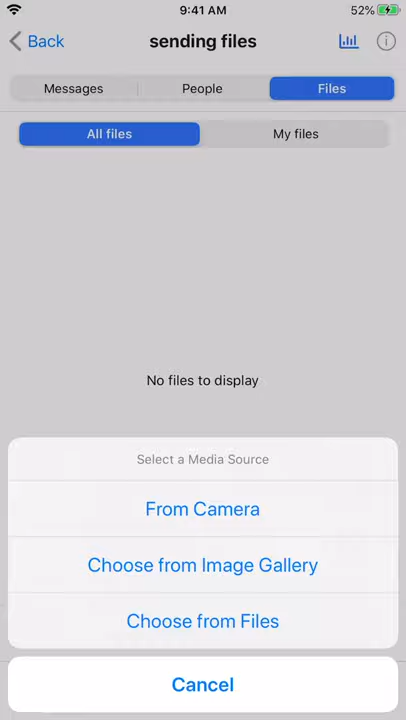 9:41 AM
52%
Back
sending files
Messages
People
Files
All files
My files
No files to display
Select a Media Source
From Camera
Choose from Image Gallery
Choose from Files
Cancel